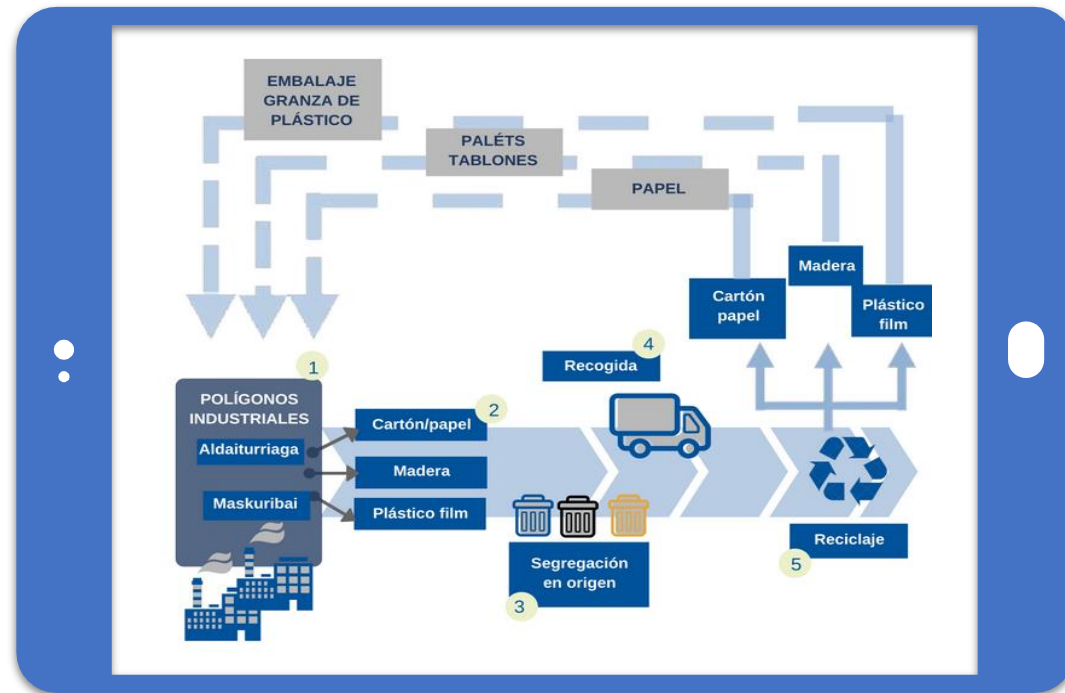 EMBALAJE
GRANZA DE
PLÁSTICO
PALÉTS
TABLONES
PAPEL
Madera
Cartón
papel
Plástico
film
4
Recogida
1
POLÍGONOS
INDUSTRIALES
2
Cartón/papel
Aldaiturriaga
Madera
Maskuribai
Plástico film
Reciclaje
5
Segregación
en origen
3